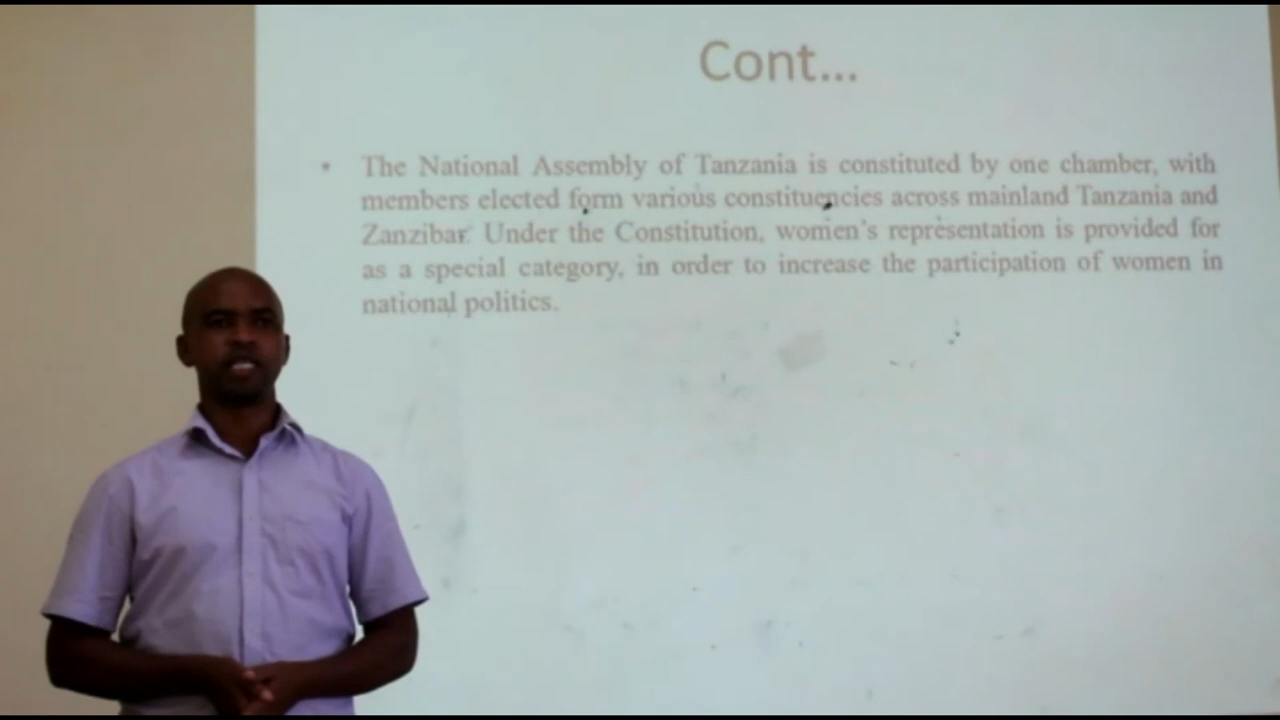 Cont...
• The National Assembly of Tanzania is constituted by one chamber, with
members elected form various constituencies across mainland Tanzania and
Zanzibar. Under the Constitution, women's representation is provided for
as a special category, in order to increase the participation of women in
national politics.